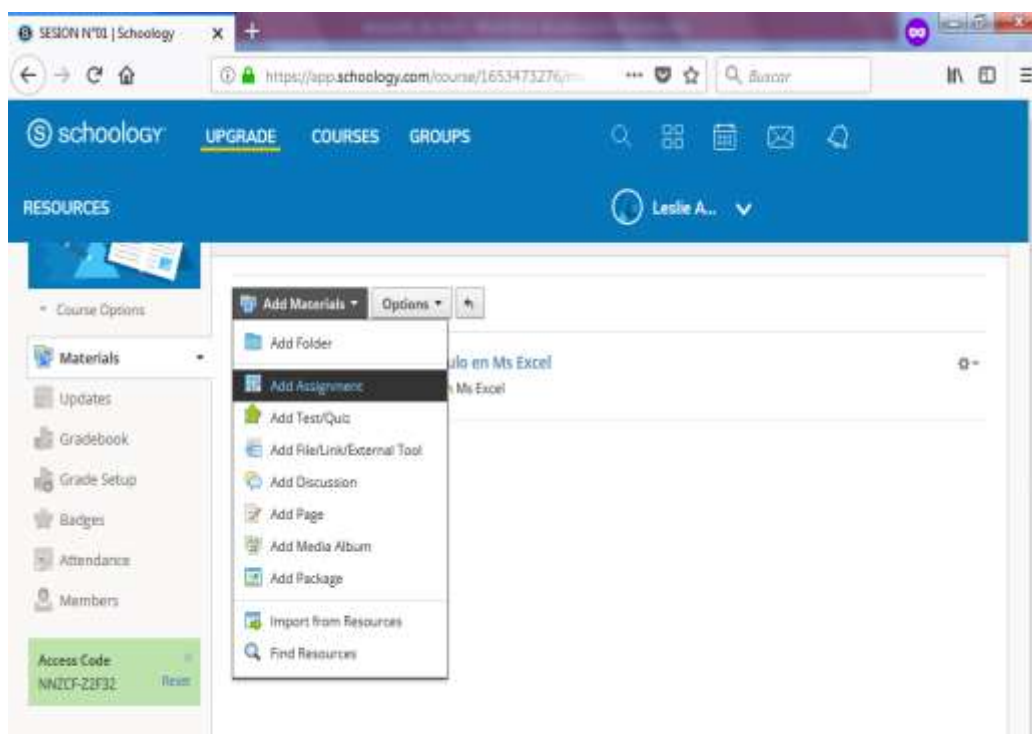 SESION N°01 | Schoology
https://app.schoology.com/course/1653473276/
Buscar
schoology
UPGRADE COURSES GROUPS
RESOURCES
Leslie A...
Course Options
Materials
Updates
Gradebook
Grade Setup
Badges
Attendance
Members
Access Code
NNZCF-Z2F32 Reset
Add Materials Options
Add Folder
ulo en Ms Excel
Add Assignment
Ms Excel
Add Test/Quiz
Add File/Link/External Tool
Add Discussion
Add Page
Add Media Album
Add Package
Import from Resources
Find Resources